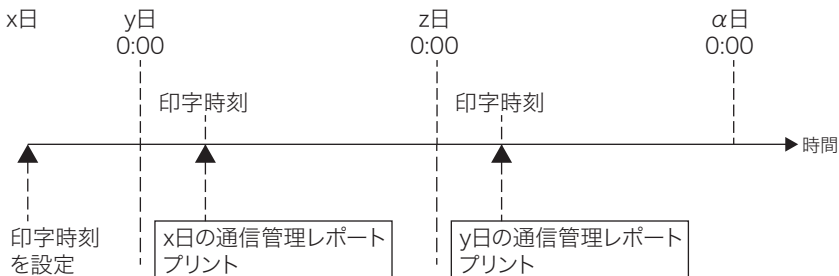 x日
y日
0:00
z日
0:00
α日
0:00
印字時刻
印字時刻
時間
印字時刻
を設定
x日の通信管理レポート
プリント
y日の通信管理レポート
プリント